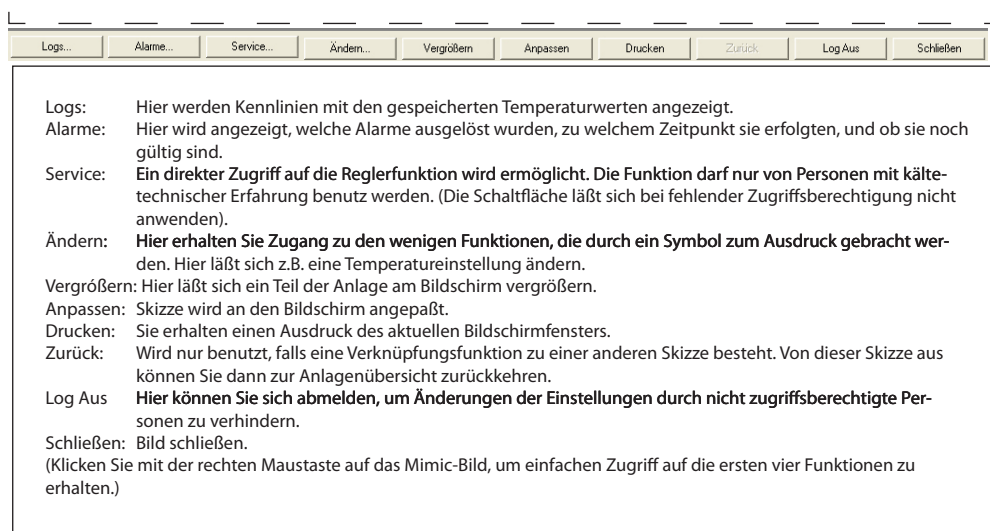 Logs... Alarme... Service... Ändern... Vergrößern Anpassen Drucken Zurück Log Aus Schließen
Logs: Hier werden Kennlinien mit den gespeicherten Temperaturwerten angezeigt.
Alarme: Hier wird angezeigt, welche Alarme ausgelöst wurden, zu welchem Zeitpunkt sie erfolgten, und ob sie noch
gültig sind.
Service: Ein direkter Zugriff auf die Reglerfunktion wird ermöglicht. Die Funktion darf nur von Personen mit kälte-
technischer Erfahrung benutz werden. (Die Schaltfläche läßt sich bei fehlender Zugriffsberechtigung nicht
anwenden).
Ändern: Hier erhalten Sie Zugang zu den wenigen Funktionen, die durch ein Symbol zum Ausdruck gebracht wer-
den. Hier läßt sich z.B. eine Temperatureinstellung ändern.
Vergróßern: Hier läßt sich ein Teil der Anlage am Bildschirm vergrößern.
Anpassen: Skizze wird an den Bildschirm angepaßt.
Drucken: Sie erhalten einen Ausdruck des aktuellen Bildschirmfensters.
Zurück: Wird nur benutzt, falls eine Verknüpfungsfunktion zu einer anderen Skizze besteht. Von dieser Skizze aus
können Sie dann zur Anlagenübersicht zurückkehren.
Log Aus Hier können Sie sich abmelden, um Änderungen der Einstellungen durch nicht zugriffsberechtigte Per-
sonen zu verhindern.
Schließen: Bild schließen.
(Klicken Sie mit der rechten Maustaste auf das Mimic-Bild, um einfachen Zugriff auf die ersten vier Funktionen zu
erhalten.)